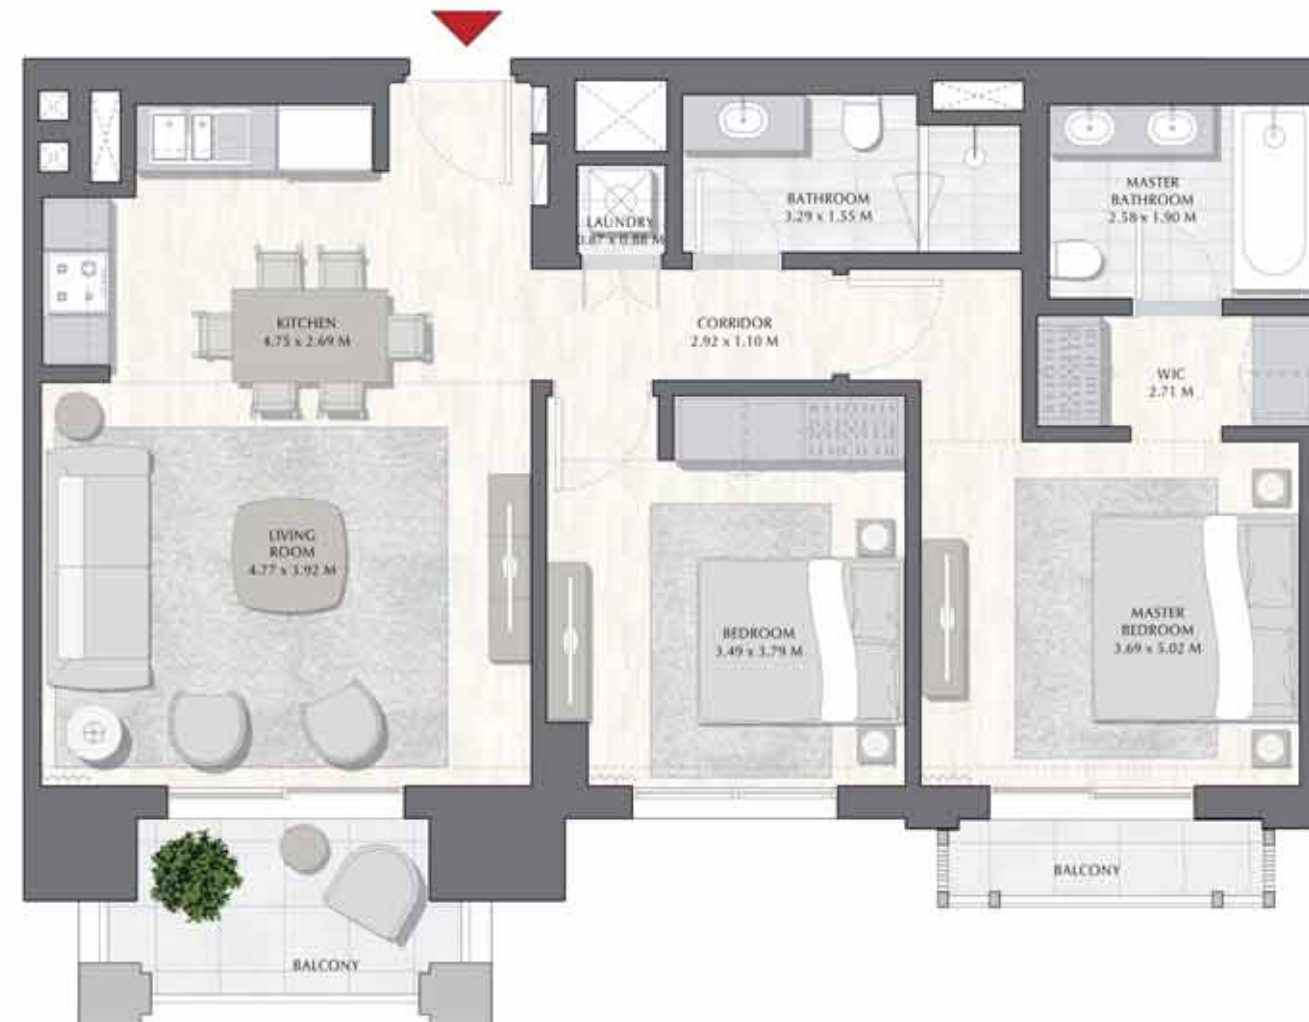 BATHROOM
3.29 x 1.55 M
MASTER
BATHROOM
2.58 x 1.90 M
LAUNDRY
0.87 x 0.88 M
KITCHEN
4.75 x 2.69 M
CORRIDOR
2.92 x 1.10 M
WIC
2.71 M
LIVING
ROOM
4.77 x 3.92 M
BEDROOM
3.49 x 3.79 M
MASTER
BEDROOM
3.69 x 5.02 M
BALCONY
BALCONY